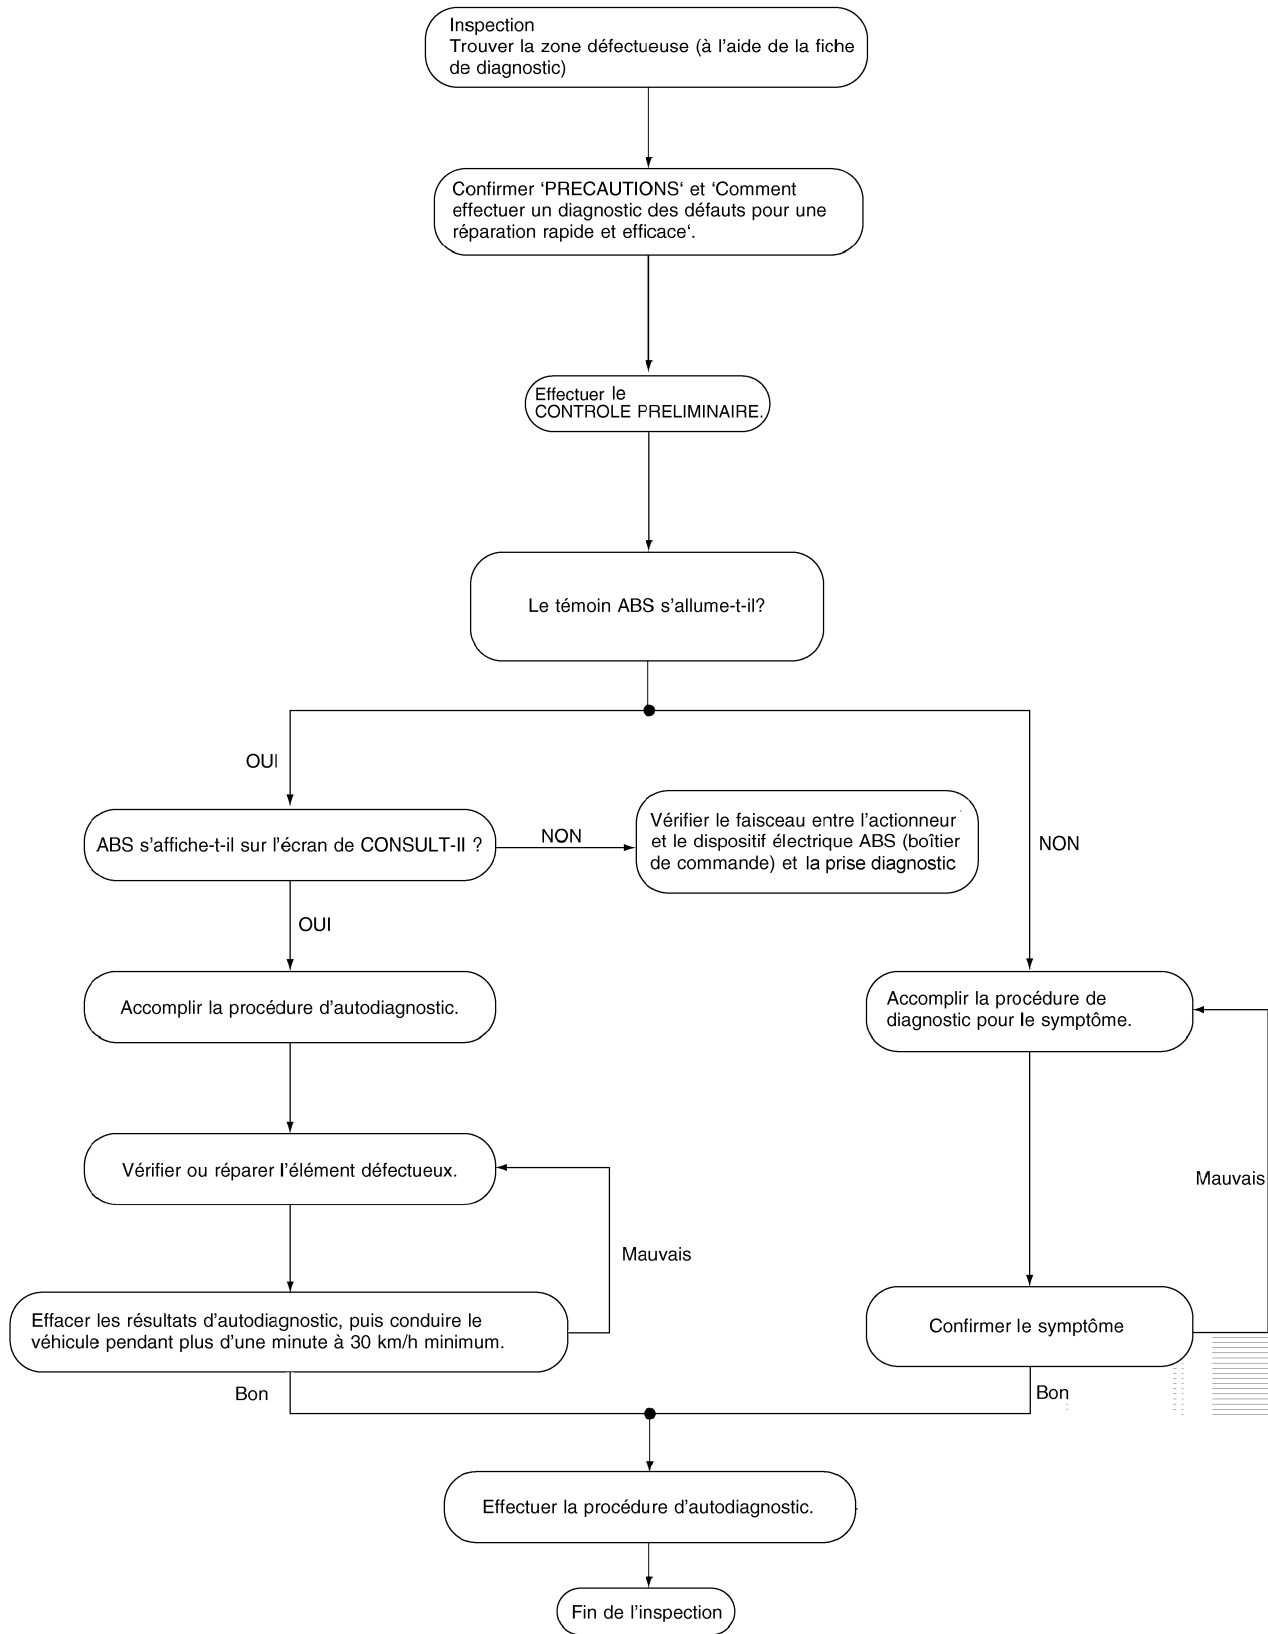 Inspection
Trouver la zone défectueuse (à l'aide de la fiche
de diagnostic)
Confirmer ‘PRECAUTIONS‘ et ‘Comment
effectuer un diagnostic des défauts pour une
réparation rapide et efficace‘.
Effectuer le
CONTROLE PRELIMINAIRE.
Le témoin ABS s'allume-t-il?
OUI
ABS s'affiche-t-il sur l'écran de CONSULT-II ?
NON
Vérifier le faisceau entre l'actionneur
et le dispositif électrique ABS (boîtier
de commande) et la prise diagnostic
NON
OUI
Accomplir la procédure d'autodiagnostic.
Accomplir la procédure de
diagnostic pour le symptôme.
Vérifier ou réparer l'élément défectueux.
Mauvais
Mauvais
Effacer les résultats d'autodiagnostic, puis conduire le
véhicule pendant plus d'une minute à 30 km/h minimum.
Confirmer le symptôme
Bon
Bon
Effectuer la procédure d'autodiagnostic.
Fin de l'inspection